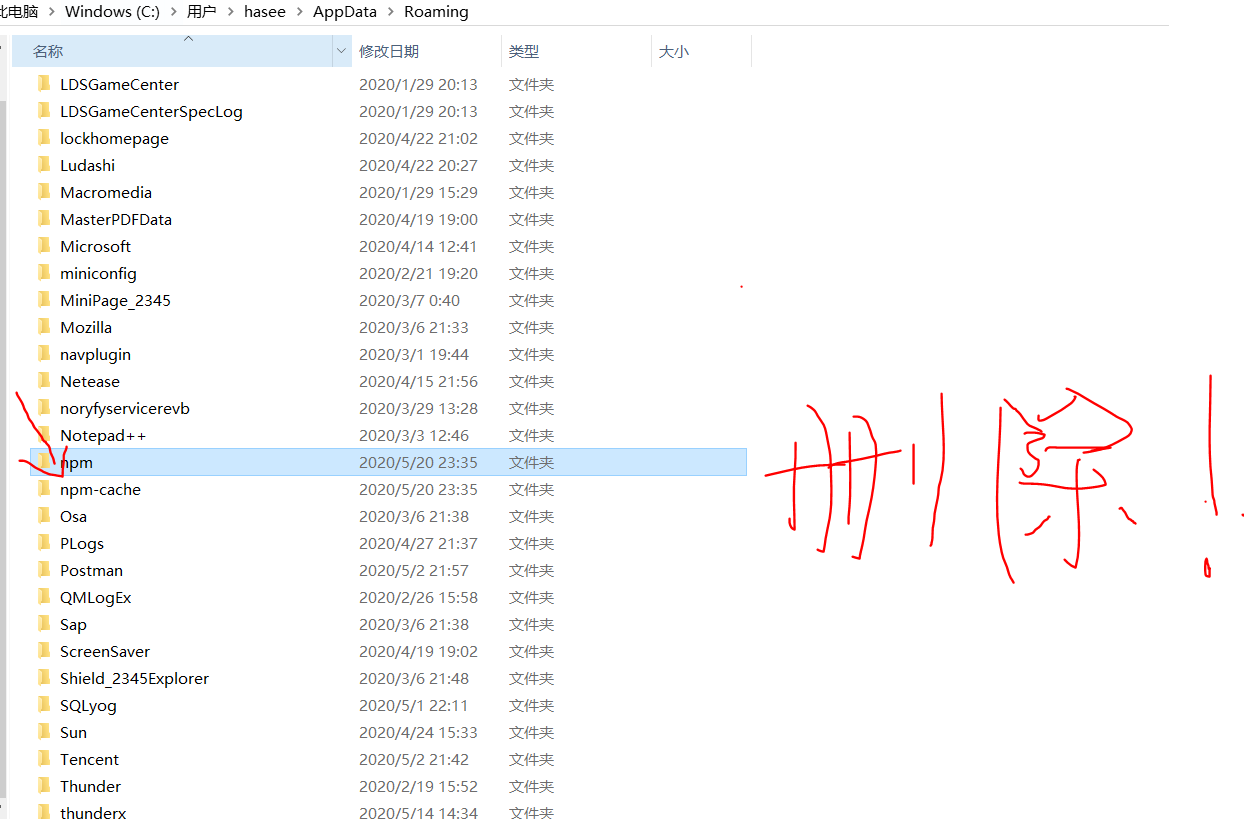 此电脑 › Windows (C:) › 用户 › hasee › AppData › Roaming
名称 修改日期 类型 大小
LDSGameCenter 2020/1/29 20:13 文件夹
LDSGameCenterSpecLog 2020/1/29 20:13 文件夹
lockhomepage 2020/4/22 21:02 文件夹
Ludashi 2020/4/22 20:27 文件夹
Macromedia 2020/1/29 15:29 文件夹
MasterPDFData 2020/4/19 19:00 文件夹
Microsoft 2020/4/14 12:41 文件夹
miniconfig 2020/2/21 19:20 文件夹
MiniPage_2345 2020/3/7 0:40 文件夹
Mozilla 2020/3/6 21:33 文件夹
navplugin 2020/3/1 19:44 文件夹
Netease 2020/4/15 21:56 文件夹
noryfyservicerevb 2020/3/29 13:28 文件夹
Notepad++ 2020/3/3 12:46 文件夹
npm 2020/5/20 23:35 文件夹
npm-cache 2020/5/20 23:35 文件夹
Osa 2020/3/6 21:38 文件夹
PLogs 2020/4/27 21:37 文件夹
Postman 2020/5/2 21:57 文件夹
QMLogEx 2020/2/26 15:58 文件夹
Sap 2020/3/6 21:38 文件夹
ScreenSaver 2020/4/19 19:02 文件夹
Shield_2345Explorer 2020/3/6 21:48 文件夹
SQLyog 2020/5/1 22:11 文件夹
Sun 2020/4/24 15:33 文件夹
Tencent 2020/5/2 21:42 文件夹
Thunder 2020/2/19 15:52 文件夹
thunderx 2020/5/14 14:34 文件夹
删除!